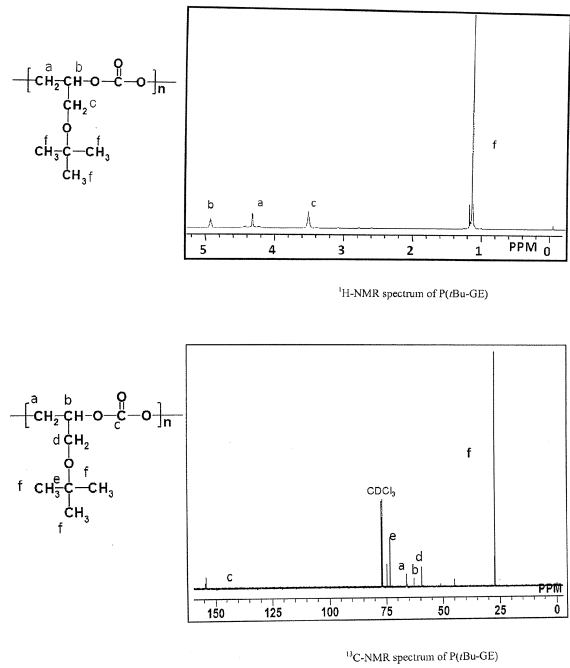 a b O
[CH2-CH-O-C-O-]n
CH2 c
O
f f
CH3-C-CH3
CH3 f
b a c f
5 4 3 2 1 PPM 0
1H-NMR spectrum of P(tBu-GE)
a b O
[CH2-CH-O-C-O-]n
c
d CH2
O
f e f
CH3-C-CH3
CH3
f
c CDCl3 e a b d f
PPM
150 125 100 75 50 25 0
13C-NMR spectrum of P(tBu-GE)